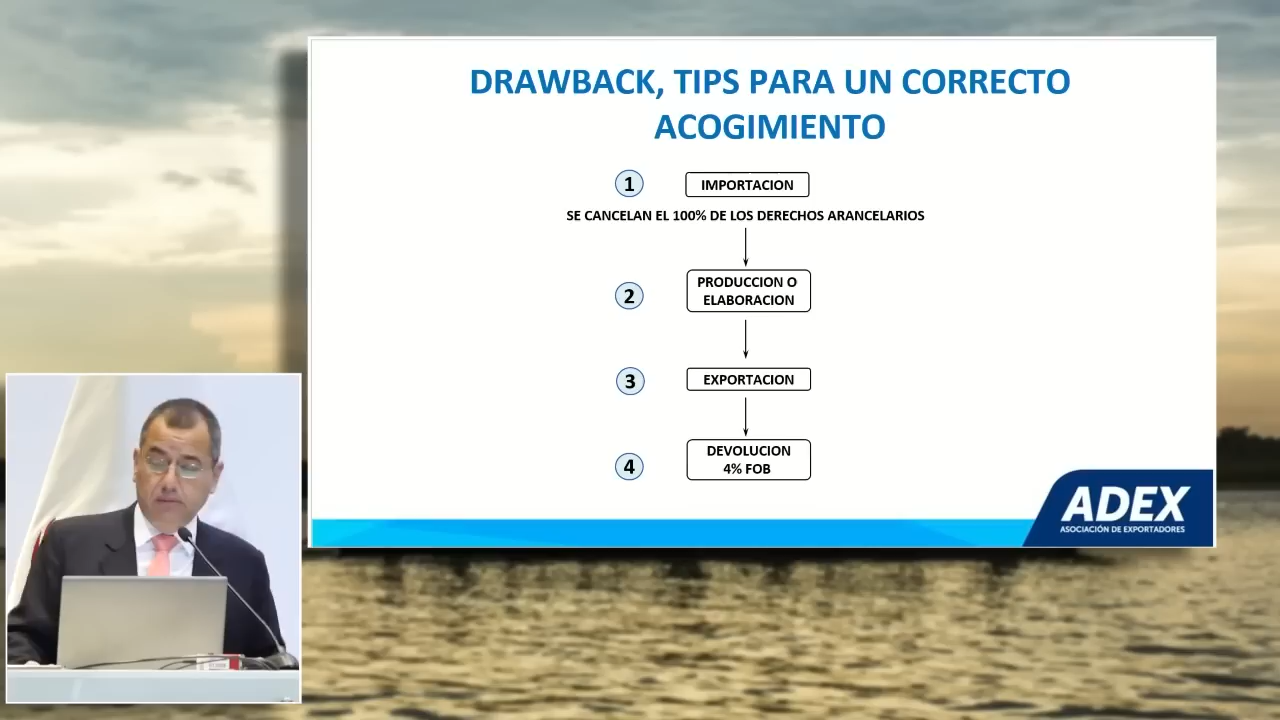 DRAWBACK, TIPS PARA UN CORRECTO
ACOGIMIENTO
1
IMPORTACION
SE CANCELAN EL 100% DE LOS DERECHOS ARANCELARIOS
2
PRODUCCION O
ELABORACION
3
EXPORTACION
4
DEVOLUCION
4% FOB
ADEX
ASOCIACIÓN DE EXPORTADORES